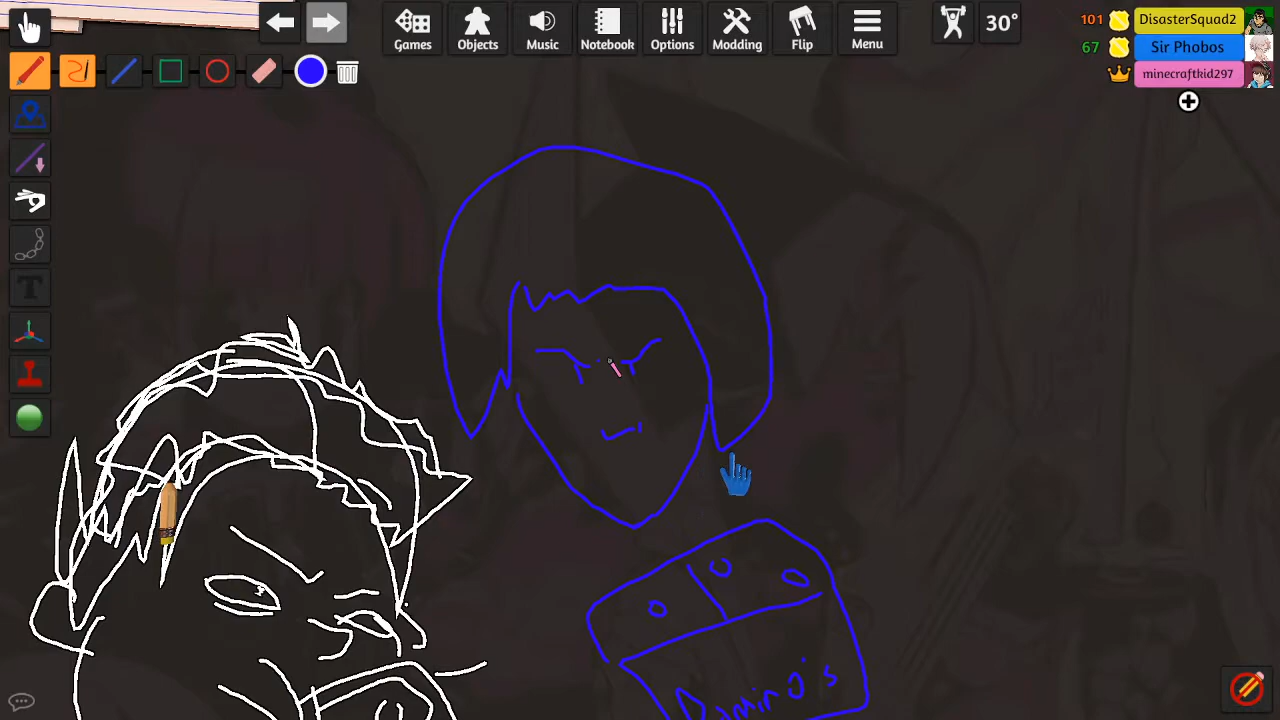 Games
Objects
Music
Notebook
Options
Modding
Flip
Menu
30°
101 DisasterSquad2
67 Sir Phobos
minecraftkid297
T
Domino's